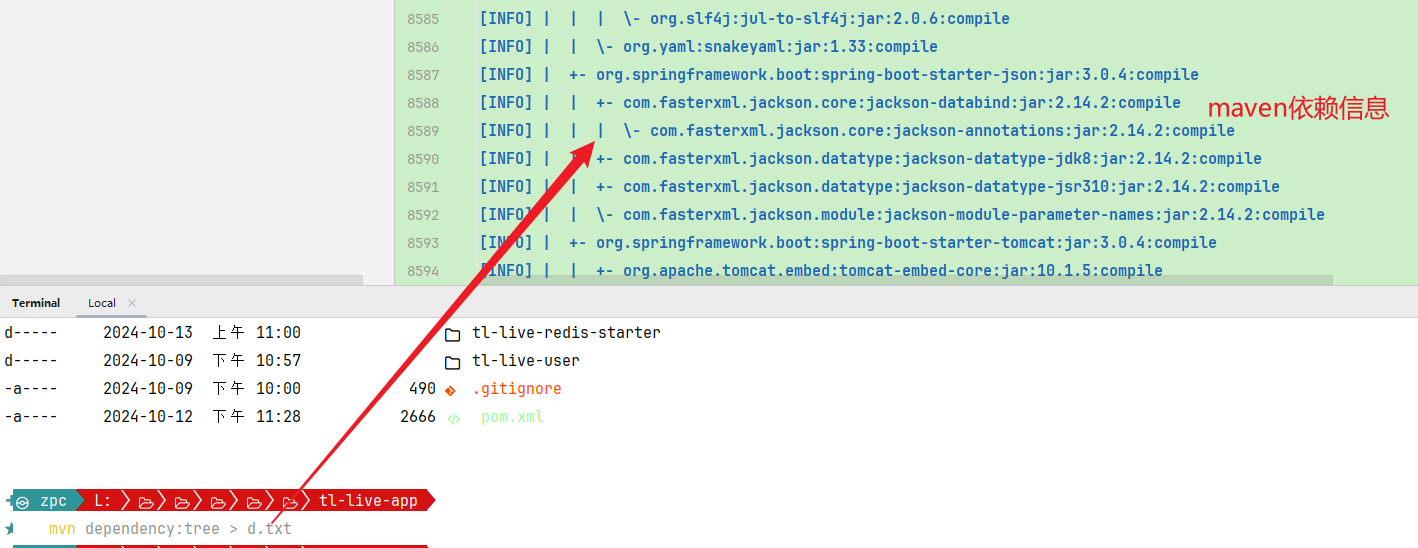 8585 [INFO] |  |  |  \- org.slf4j:jul-to-slf4j:jar:2.0.6:compile
8586 [INFO] |  |  \- org.yaml:snakeyaml:jar:1.33:compile
8587 [INFO] |  +- org.springframework.boot:spring-boot-starter-json:jar:3.0.4:compile
8588 [INFO] |  |  +- com.fasterxml.jackson.core:jackson-databind:jar:2.14.2:compile
maven依赖信息
8589 [INFO] |  |  |  \- com.fasterxml.jackson.core:jackson-annotations:jar:2.14.2:compile
8590 [INFO] |  |  +- com.fasterxml.jackson.datatype:jackson-datatype-jdk8:jar:2.14.2:compile
8591 [INFO] |  |  +- com.fasterxml.jackson.datatype:jackson-datatype-jsr310:jar:2.14.2:compile
8592 [INFO] |  |  \- com.fasterxml.jackson.module:jackson-module-parameter-names:jar:2.14.2:compile
8593 [INFO] |  +- org.springframework.boot:spring-boot-starter-tomcat:jar:3.0.4:compile
8594 [INFO] |  |  +- org.apache.tomcat.embed:tomcat-embed-core:jar:10.1.5:compile
Terminal Local ×
d----- 2024-10-13 上午 11:00 tl-live-redis-starter
d----- 2024-10-09 下午 10:57 tl-live-user
-a---- 2024-10-09 下午 10:00 490 .gitignore
-a---- 2024-10-12 下午 11:28 2666 pom.xml
zpc L: tl-live-app
mvn dependency:tree > d.txt